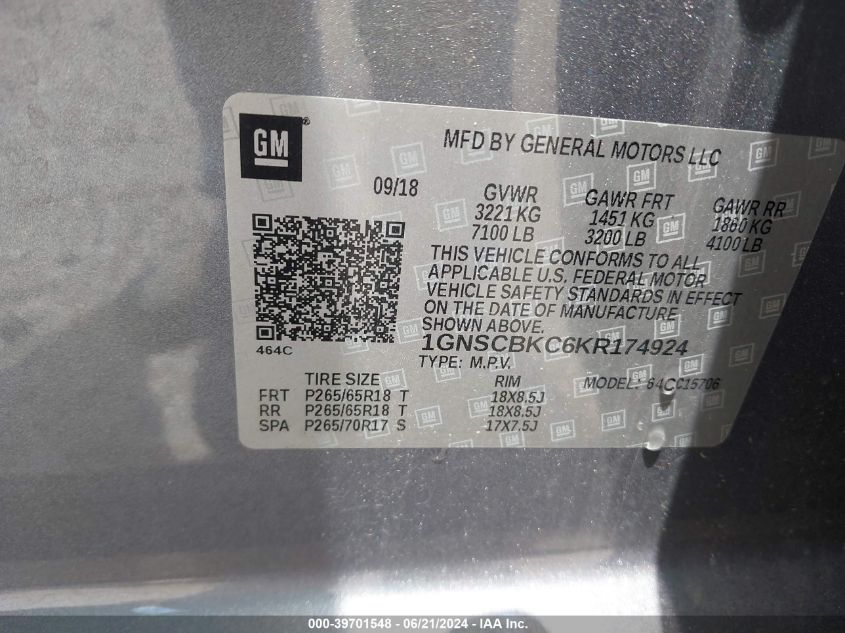 GM ®
MFD BY GENERAL MOTORS LLC
09/18
GVWR GAWR FRT GAWR RR
3221 KG 1451 KG 1860 KG
7100 LB 3200 LB 4100 LB
THIS VEHICLE CONFORMS TO ALL
APPLICABLE U.S. FEDERAL MOTOR
VEHICLE SAFETY STANDARDS IN EFFECT
ON THE DATE OF MANUFACTURE
SHOWN ABOVE.
464C
1GNSCBKC6KR174924
TYPE: M.P.V.
MODEL: CC15706
TIRE SIZE RIM
FRT P265/65R18 T 18X8.5J
RR P265/65R18 T 18X8.5J
SPA P265/70R17 S 17X7.5J
000-39701548 - 06/21/2024 - IAA Holdings, LLC.